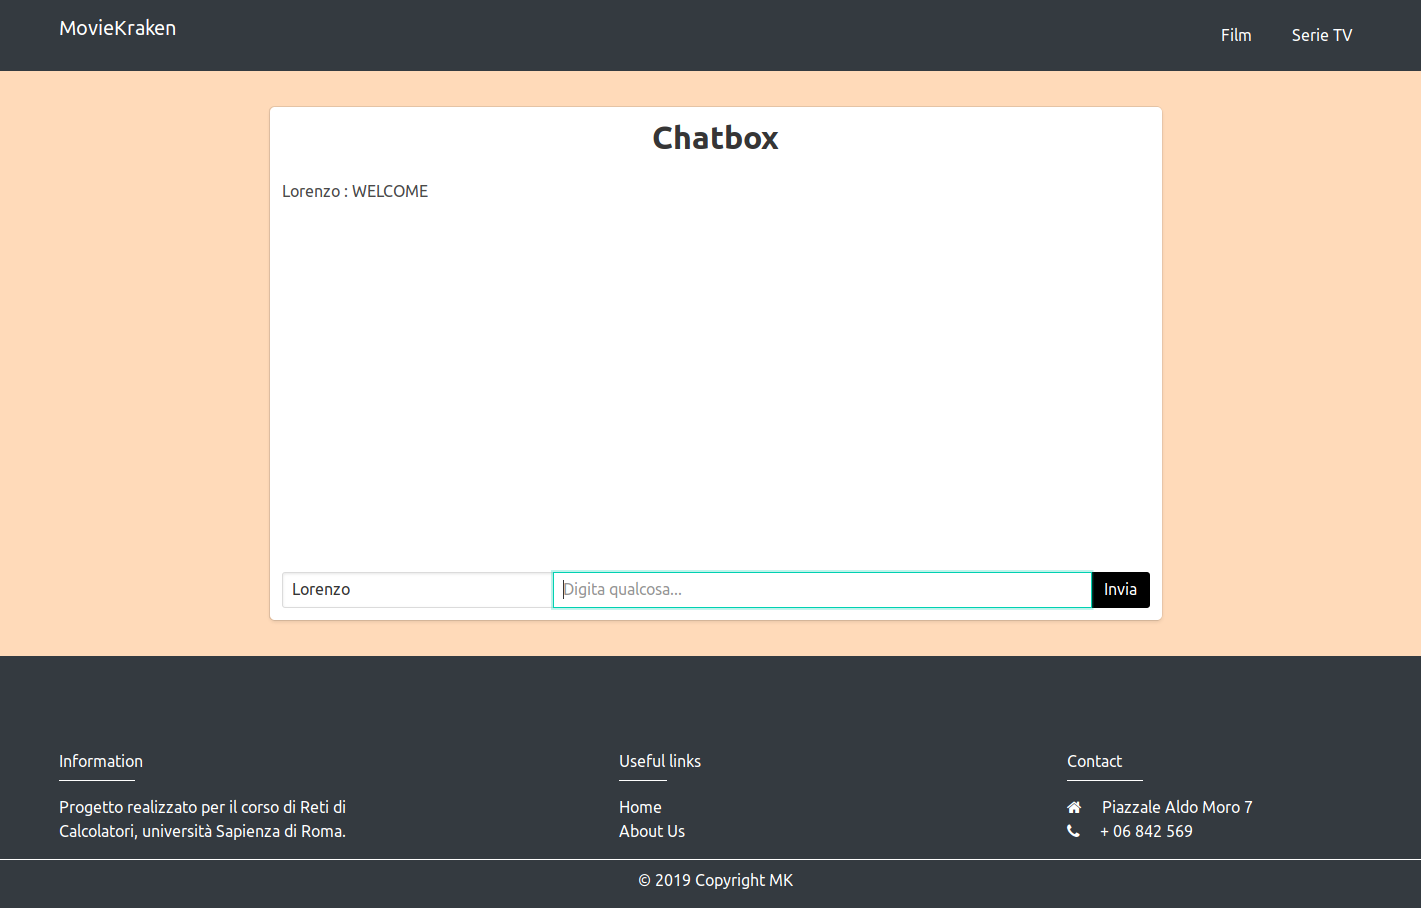 MovieKraken
Film
Serie TV
Chatbox
Lorenzo : WELCOME
Lorenzo
Digita qualcosa...
Invia
Information
Progetto realizzato per il corso di Reti di
Calcolatori, università Sapienza di Roma.
Useful links
Home
About Us
Contact
Piazzale Aldo Moro 7
+ 06 842 569
© 2019 Copyright MK